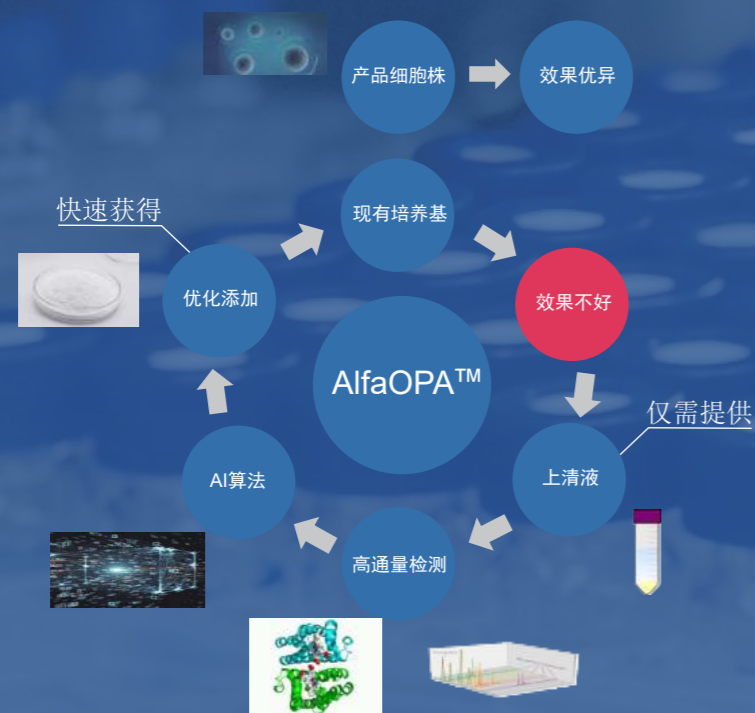 产品细胞株
效果优异
现有培养基
快速获得
优化添加
效果不好
AlfaOPA™
仅需提供
AI算法
上清液
高通量检测